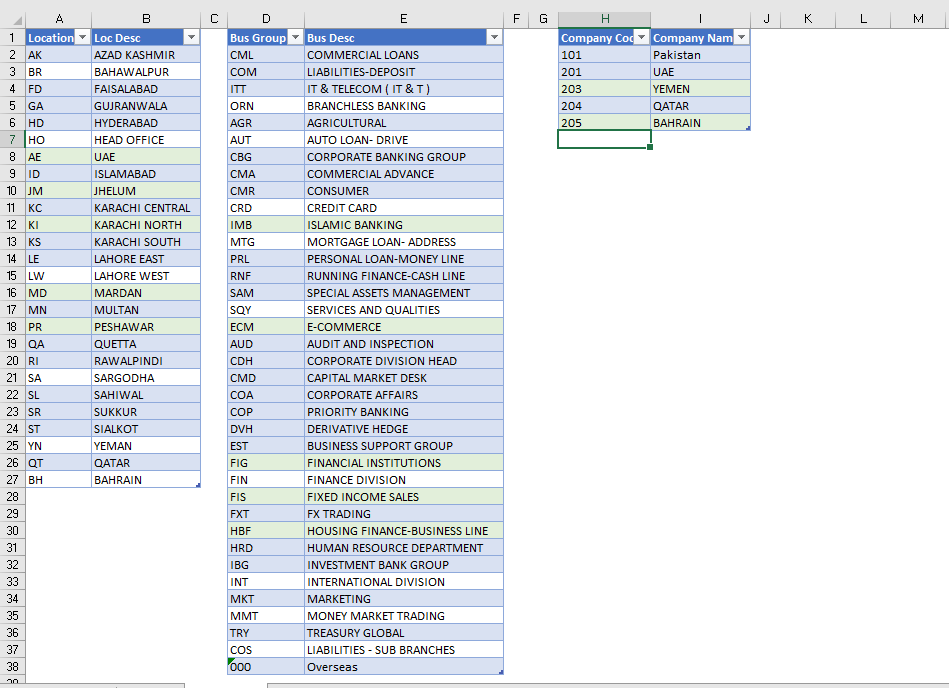 A B C D E F G H I J K L M
1 Location Loc Desc Bus Group Bus Desc Company Cod Company Nam
2 AK AZAD KASHMIR CML COMMERCIAL LOANS 101 Pakistan
3 BR BAHAWALPUR COM LIABILITIES-DEPOSIT 201 UAE
4 FD FAISALABAD ITT IT & TELECOM ( IT & T ) 203 YEMEN
5 GA GUJRANWALA ORN BRANCHLESS BANKING 204 QATAR
6 HD HYDERABAD AGR AGRICULTURAL 205 BAHRAIN
7 HO HEAD OFFICE AUT AUTO LOAN- DRIVE
8 AE UAE CBG CORPORATE BANKING GROUP
9 ID ISLAMABAD CMA COMMERCIAL ADVANCE
10 JM JHELUM CMR CONSUMER
11 KC KARACHI CENTRAL CRD CREDIT CARD
12 KI KARACHI NORTH IMB ISLAMIC BANKING
13 KS KARACHI SOUTH MTG MORTGAGE LOAN- ADDRESS
14 LE LAHORE EAST PRL PERSONAL LOAN-MONEY LINE
15 LW LAHORE WEST RNF RUNNING FINANCE-CASH LINE
16 MD MARDAN SAM SPECIAL ASSETS MANAGEMENT
17 MN MULTAN SQY SERVICES AND QUALITIES
18 PR PESHAWAR ECM E-COMMERCE
19 QA QUETTA AUD AUDIT AND INSPECTION
20 RI RAWALPINDI CDH CORPORATE DIVISION HEAD
21 SA SARGODHA CMD CAPITAL MARKET DESK
22 SL SAHIWAL COA CORPORATE AFFAIRS
23 SR SUKKUR COP PRIORITY BANKING
24 ST SIALKOT DVH DERIVATIVE HEDGE
25 YN YEMAN EST BUSINESS SUPPORT GROUP
26 QT QATAR FIG FINANCIAL INSTITUTIONS
27 BH BAHRAIN FIN FINANCE DIVISION
28 FIS FIXED INCOME SALES
29 FXT FX TRADING
30 HBF HOUSING FINANCE-BUSINESS LINE
31 HRD HUMAN RESOURCE DEPARTMENT
32 IBG INVESTMENT BANK GROUP
33 INT INTERNATIONAL DIVISION
34 MKT MARKETING
35 MMT MONEY MARKET TRADING
36 TRY TREASURY GLOBAL
37 COS LIABILITIES - SUB BRANCHES
38 000 Overseas